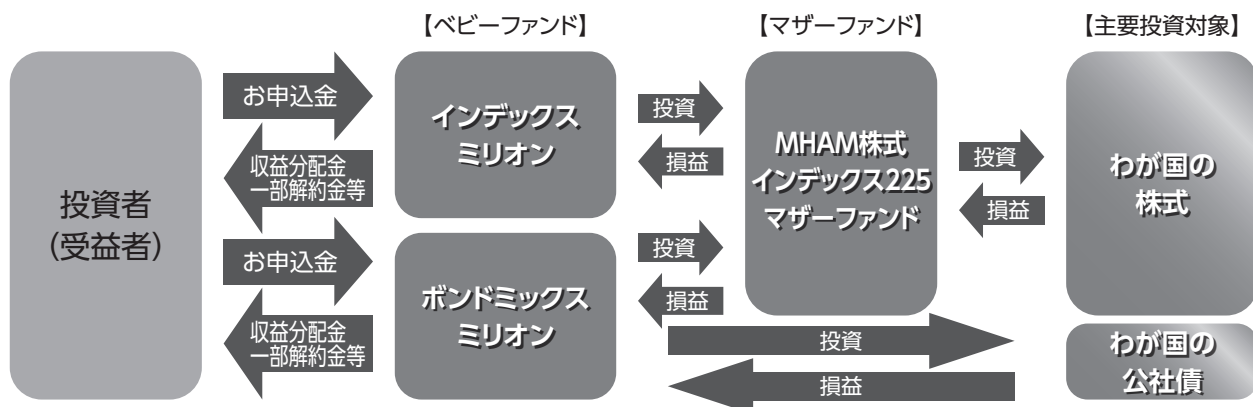 【ベビーファンド】
【マザーファンド】
【主要投資対象】
投資者
(受益者)
お申込金
収益分配金
一部解約金等
お申込金
収益分配金
一部解約金等
インデックス
ミリオン
ボンドミックス
ミリオン
投資
損益
投資
損益
MHAM株式
インデックス225
マザーファンド
投資
損益
わが国の
株式
投資
損益
わが国の
公社債